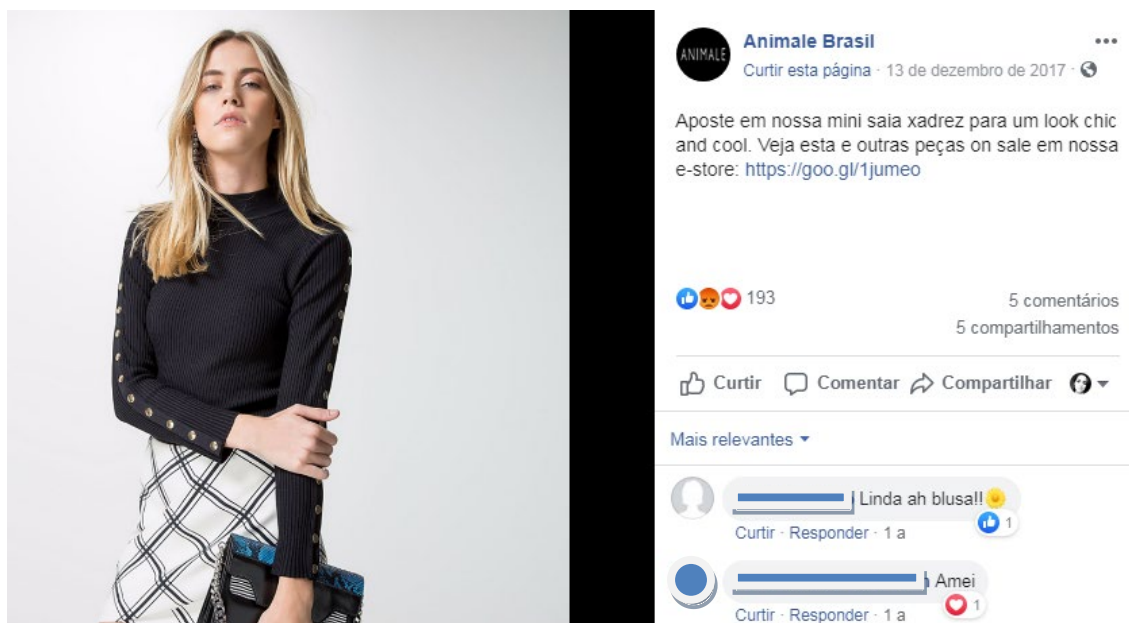 ANIMALE
Animale Brasil
Curtir esta página · 13 de dezembro de 2017 ·
Aposte em nossa mini saia xadrez para um look chic
and cool. Veja esta e outras peças on sale em nossa
e-store: https://goo.gl/1jumeo
193
5 comentários
5 compartilhamentos
Curtir Comentar Compartilhar
Mais relevantes
Linda ah blusa!!
1
Curtir · Responder · 1 a
Amei
1
Curtir · Responder · 1 a